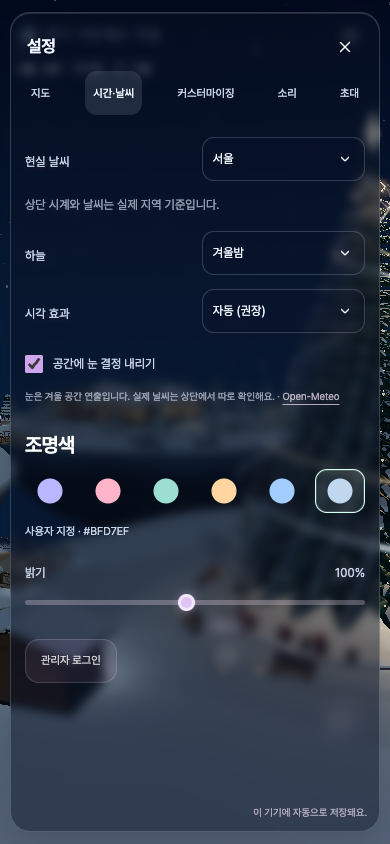 설정
지도
시간·날씨
커스터마이징
소리
초대
현실 날씨
서울
상단 시계와 날씨는 실제 지역 기준입니다.
하늘
겨울밤
시각 효과
자동 (권장)
공간에 눈 결정 내리기
눈은 겨울 공간 연출입니다. 실제 날씨는 상단에서 따로 확인해요. · Open-Meteo
조명색
사용자 지정 · #BFD7EF
밝기
100%
관리자 로그인
이 기기에 자동으로 저장돼요.